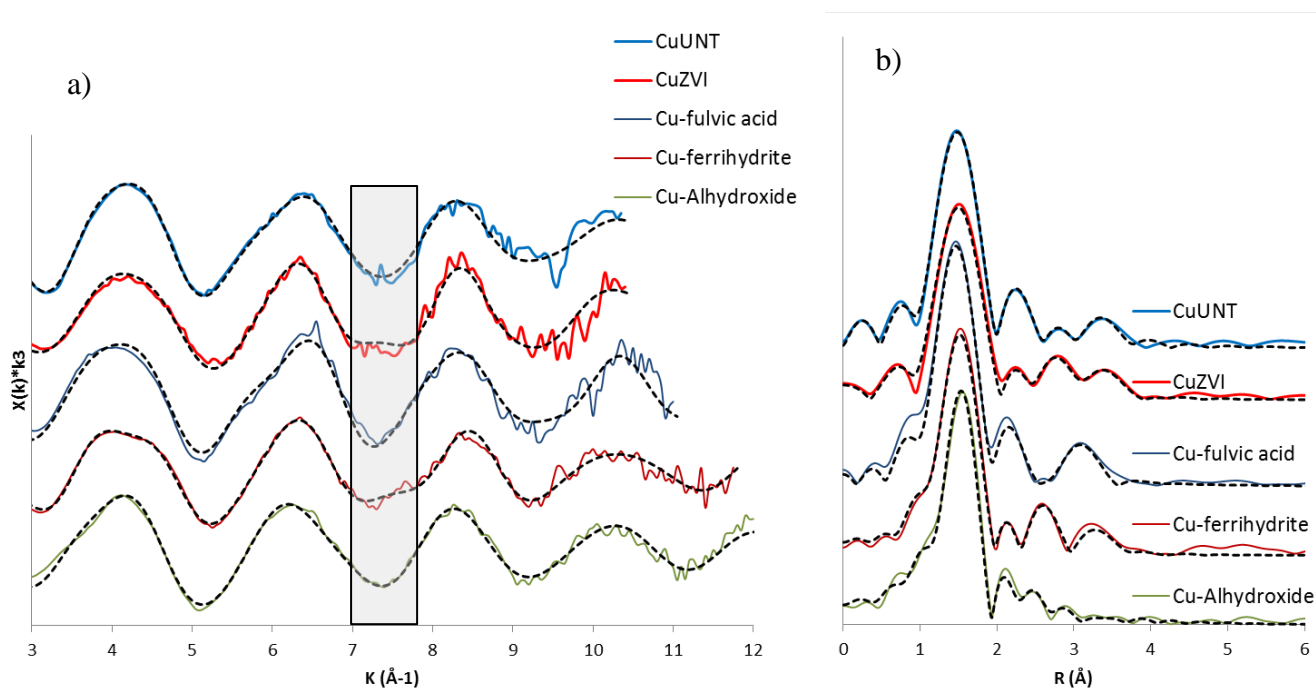 a)
CuUNT
CuZVI
Cu-fulvic acid
Cu-ferrihydrite
Cu-Alhydroxide
X(k)*k3
3 4 5 6 7 8 9 10 11 12
K (Å-1)
b)
CuUNT
CuZVI
Cu-fulvic acid
Cu-ferrihydrite
Cu-Alhydroxide
0 1 2 3 4 5 6
R (Å)